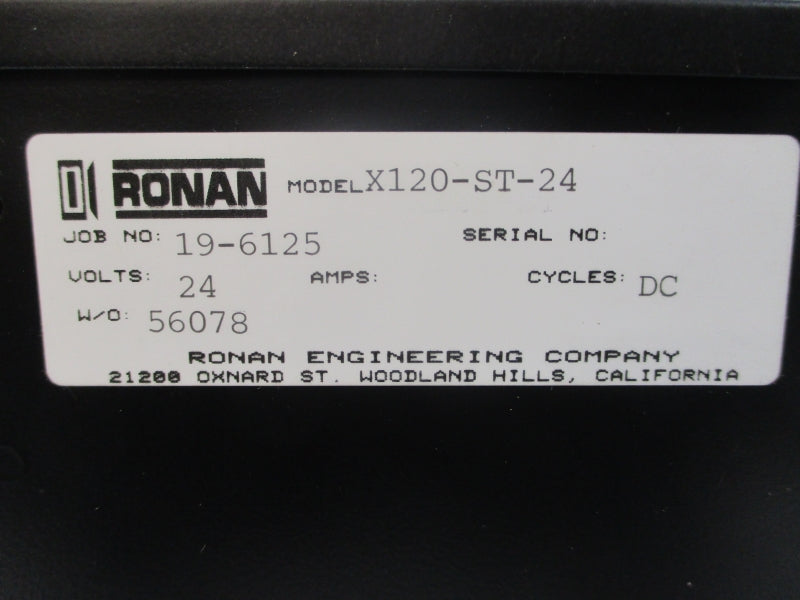 RONAN MODEL X120-ST-24
JOB NO: 19-6125 SERIAL NO:
VOLTS: 24 AMPS: CYCLES: DC
W/O: 56078
RONAN ENGINEERING COMPANY
21200 OXNARD ST. WOODLAND HILLS, CALIFORNIA